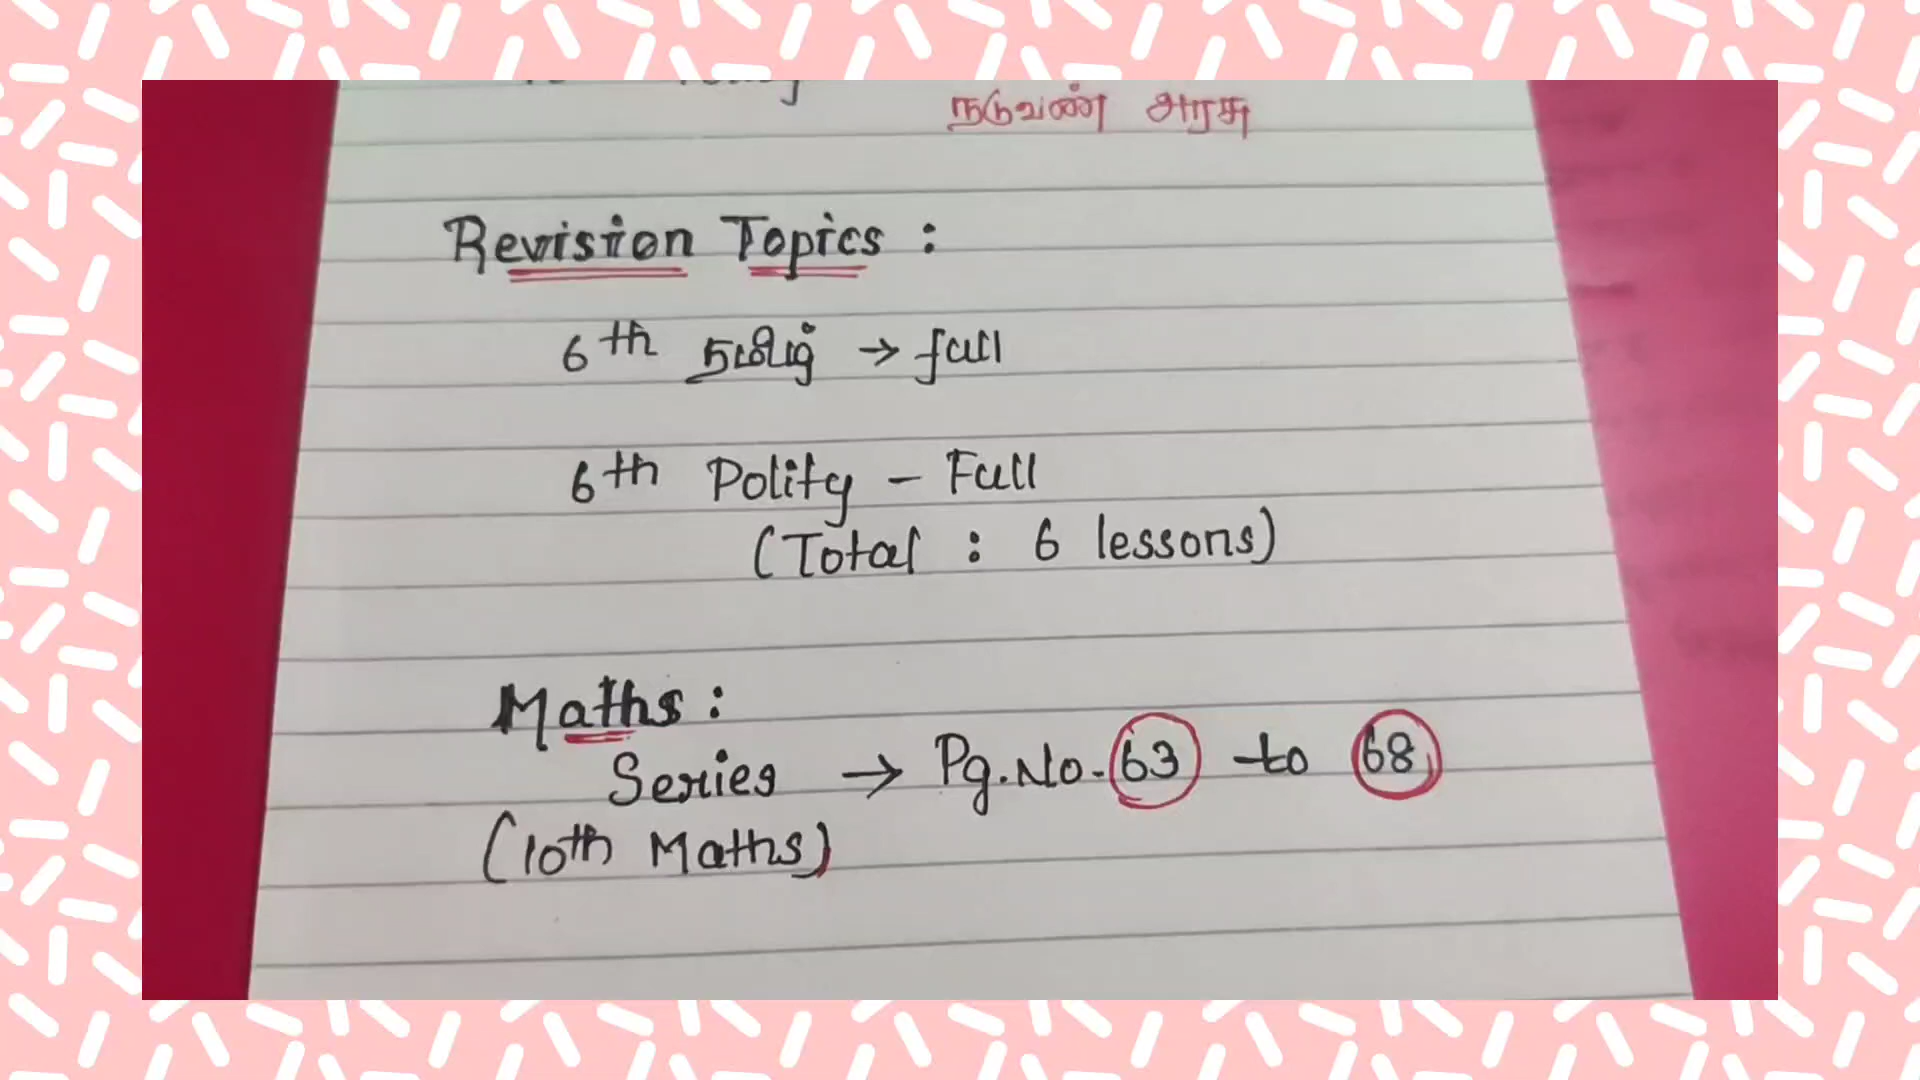 நடுவண் அரசு
Revision Topics :
6th தமிழ் → full
6th Polity - Full
(Total : 6 lessons)
Maths :
Series → Pg.No.63 to 68
(10th Maths)